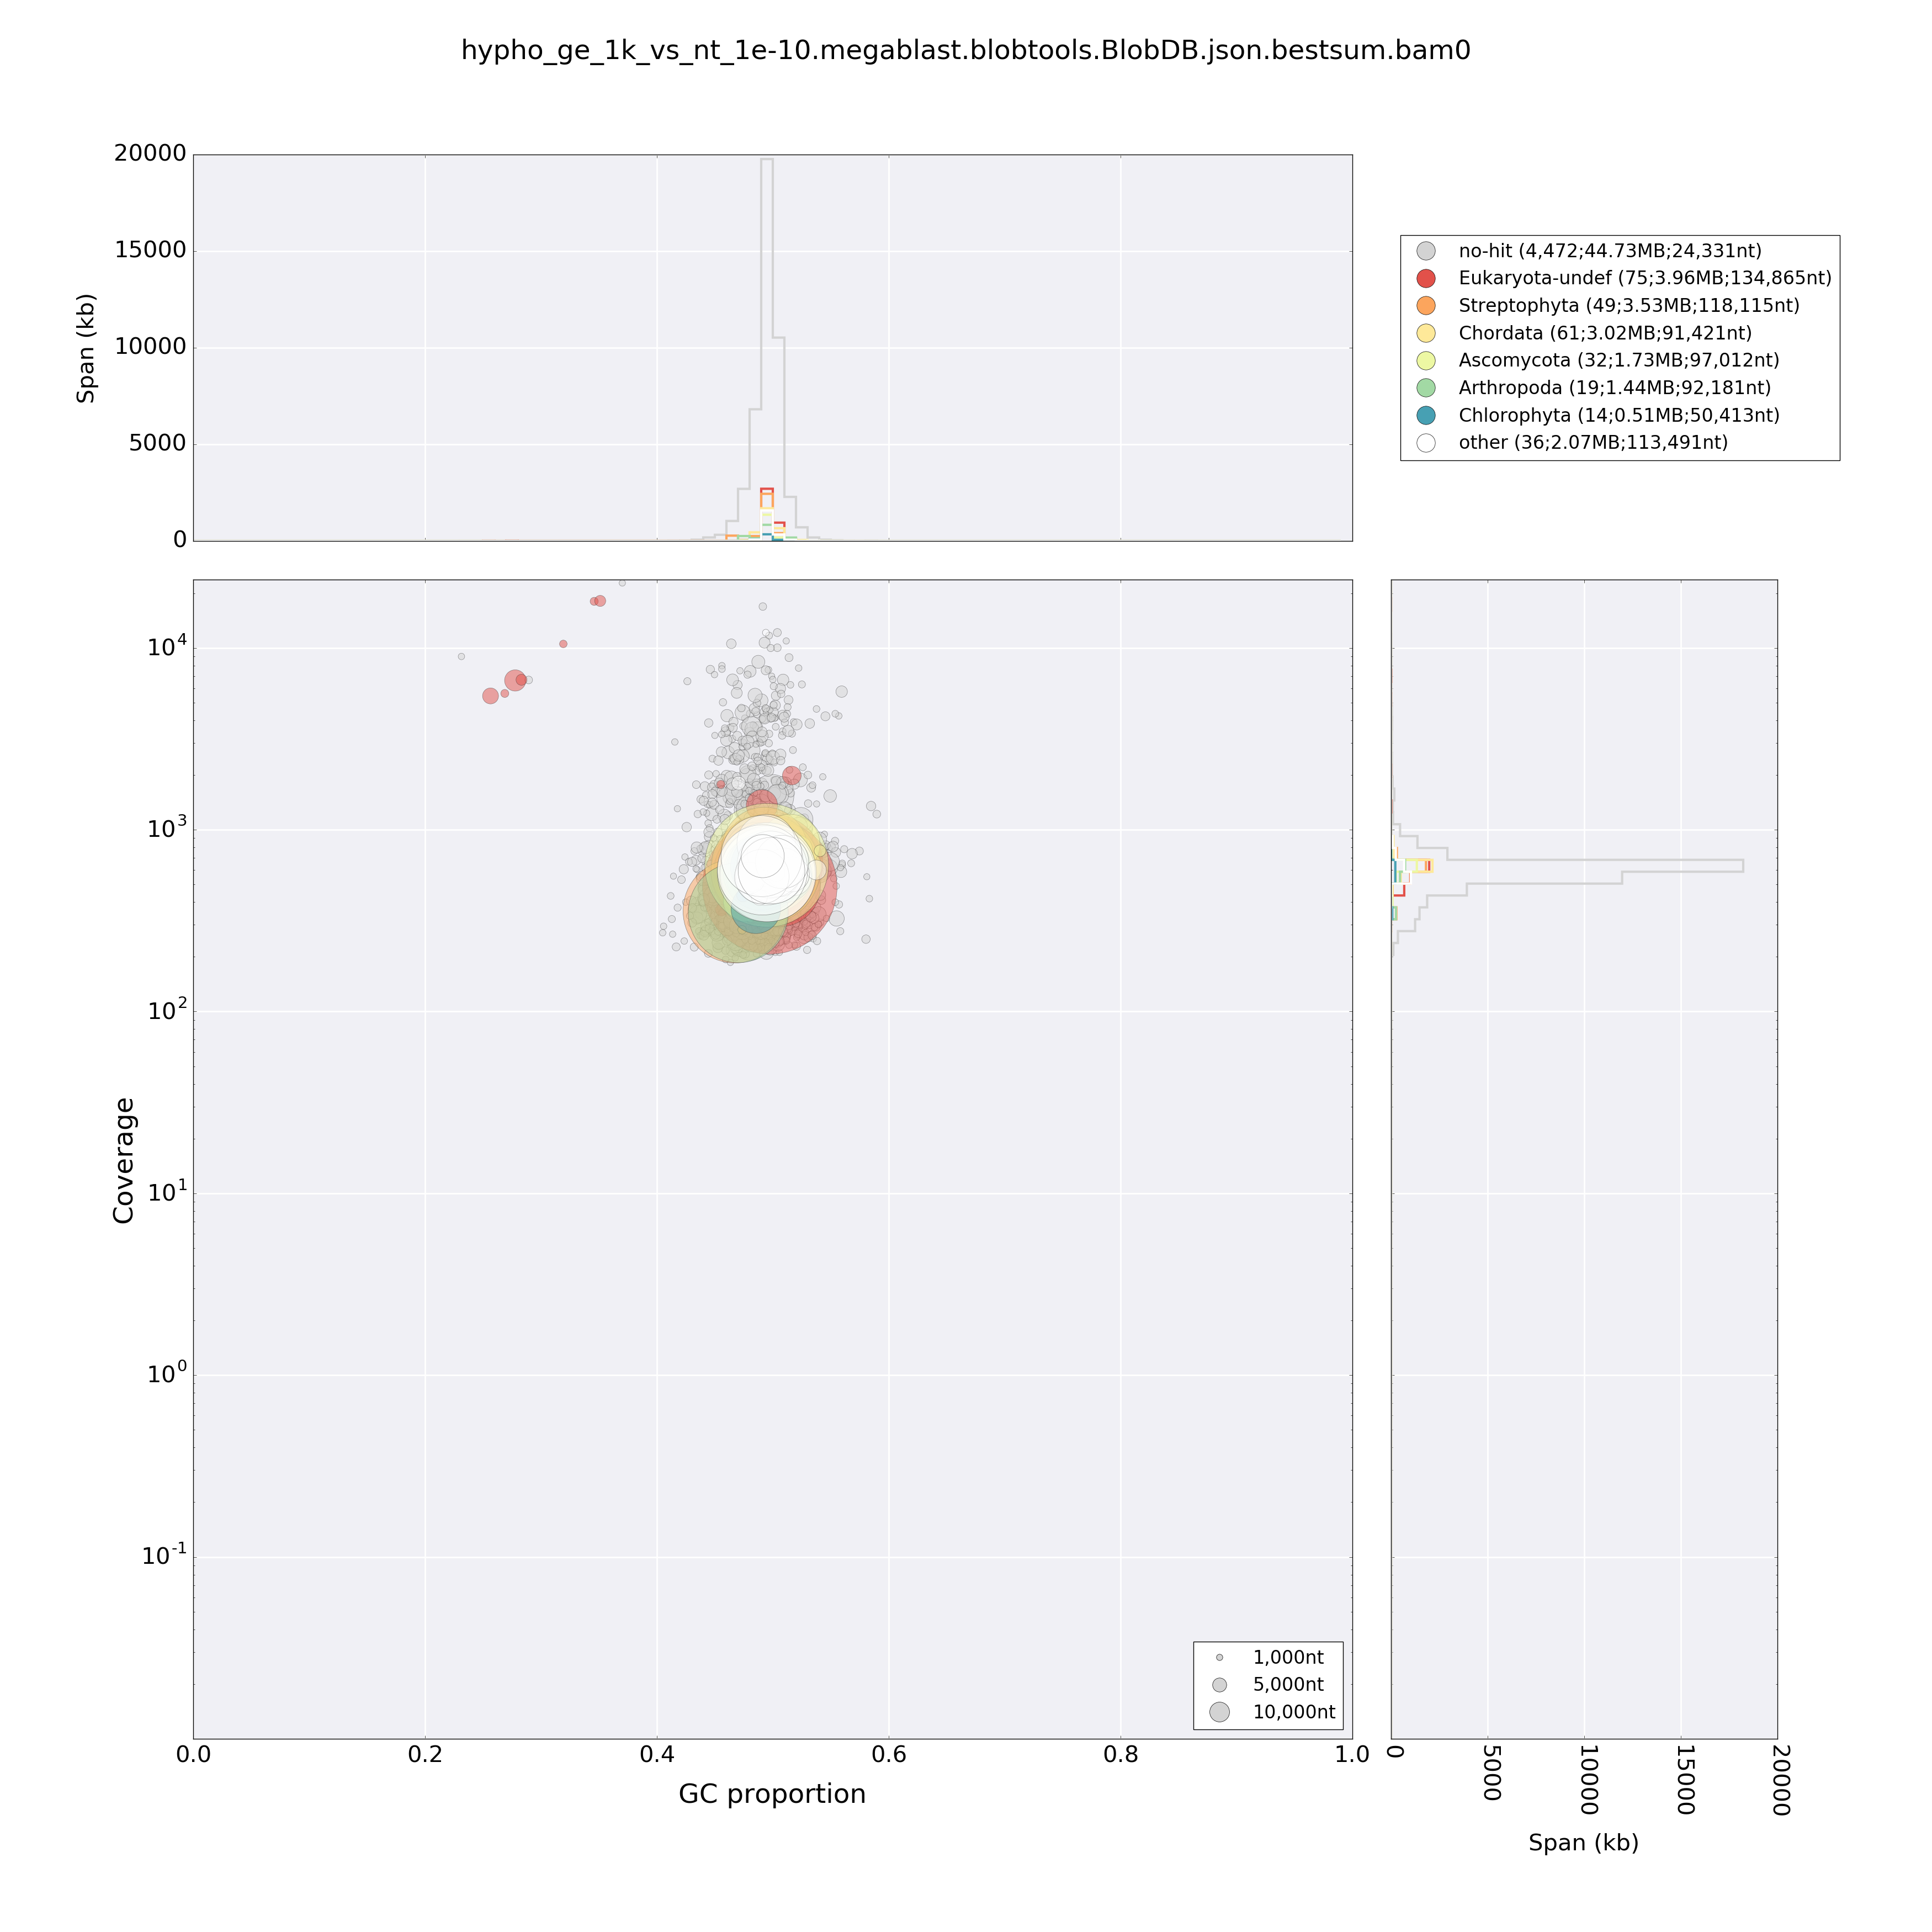 hypho_ge_1k_vs_nt_1e-10.megablast.blobtools.BlobDB.json.bestsum.bam0
20000
15000
10000
5000
0
Span (kb)
no-hit (4,472;44.73MB;24,331nt)
Eukaryota-undef (75;3.96MB;134,865nt)
Streptophyta (49;3.53MB;118,115nt)
Chordata (61;3.02MB;91,421nt)
Ascomycota (32;1.73MB;97,012nt)
Arthropoda (19;1.44MB;92,181nt)
Chlorophyta (14;0.51MB;50,413nt)
other (36;2.07MB;113,491nt)
10^4
10^3
10^2
10^1
10^0
10^-1
Coverage
1,000nt
5,000nt
10,000nt
0.0 0.2 0.4 0.6 0.8 1.0
GC proportion
0 5000 10000 15000 20000
Span (kb)